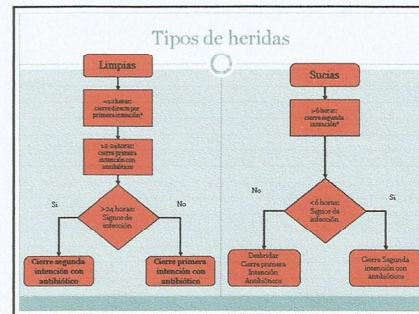 Tipos de heridas
Limpias
<12 horas:
cierre directo por
primera intención*
12-24 horas:
cierre primera
intención con
antibiótico
>24 horas:
Signos de
infección
Si
No
Cierre segunda
intención con
antibiótico
Cierre primera
intención con
antibiótico
Sucias
>6 horas:
cierre segunda
intención*
<6 horas:
Signos de
infección
No
Si
Desbridar
Cierre primera
Intención
Antibióticos
Cierre Segunda
intención con
antibióticos